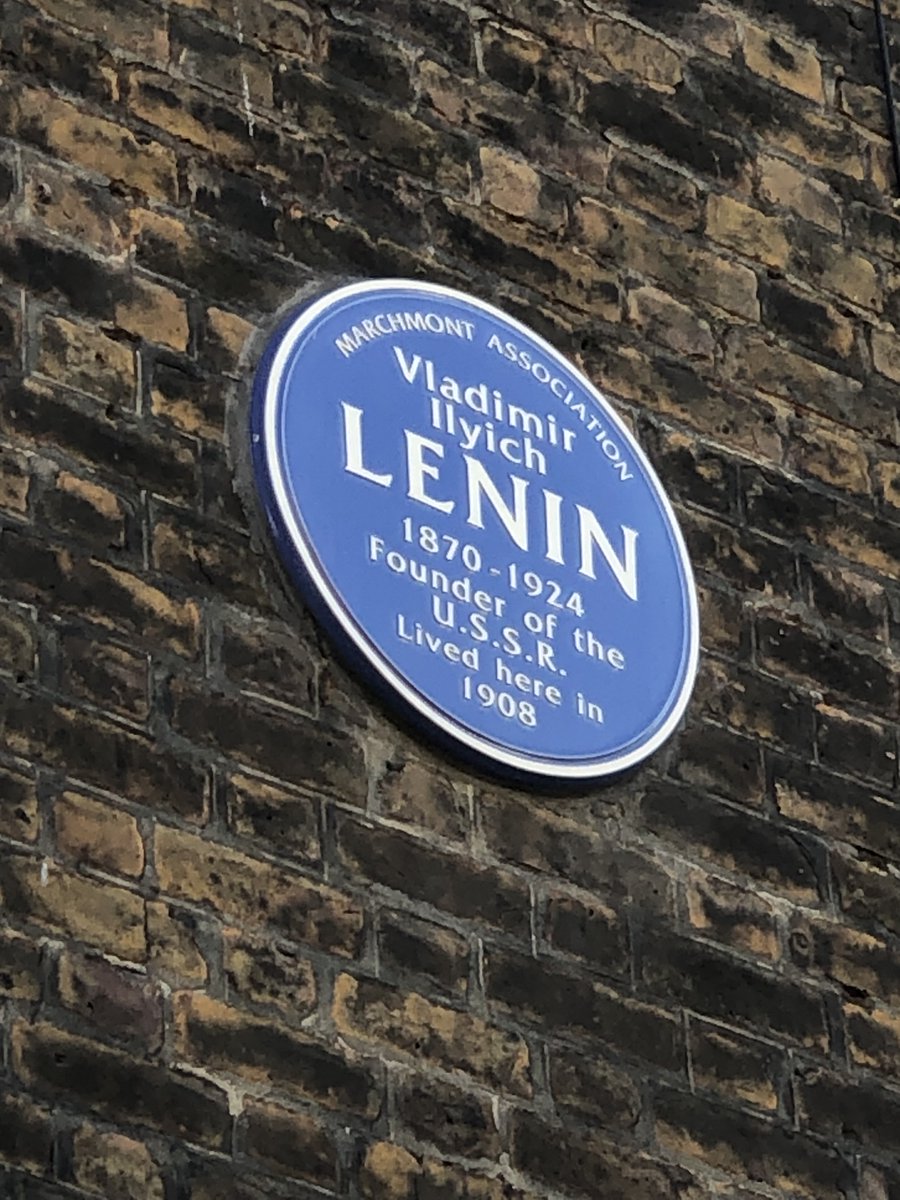 MARCHMONT ASSOCIATION
Vladimir
Ilyich
LENIN
1870-1924
Founder of the
U.S.S.R.
Lived here in
1908